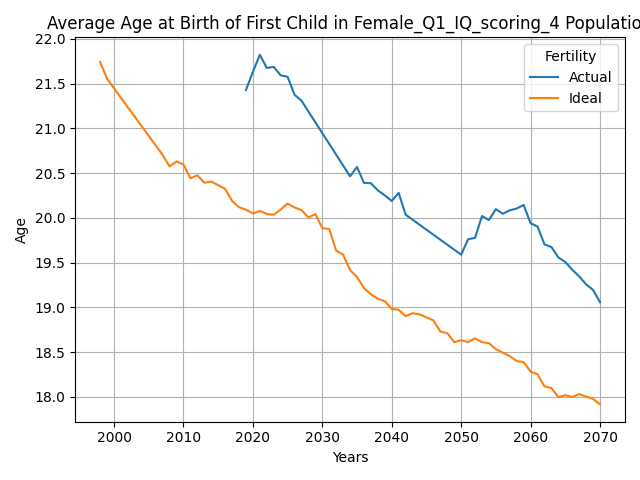 Average Age at Birth of First Child in Female_Q1_IQ_scoring_4 Populatio
Fertility
Actual
Ideal
22.0
21.5
21.0
20.5
20.0
19.5
19.0
18.5
18.0
Age
2000 2010 2020 2030 2040 2050 2060 2070
Years